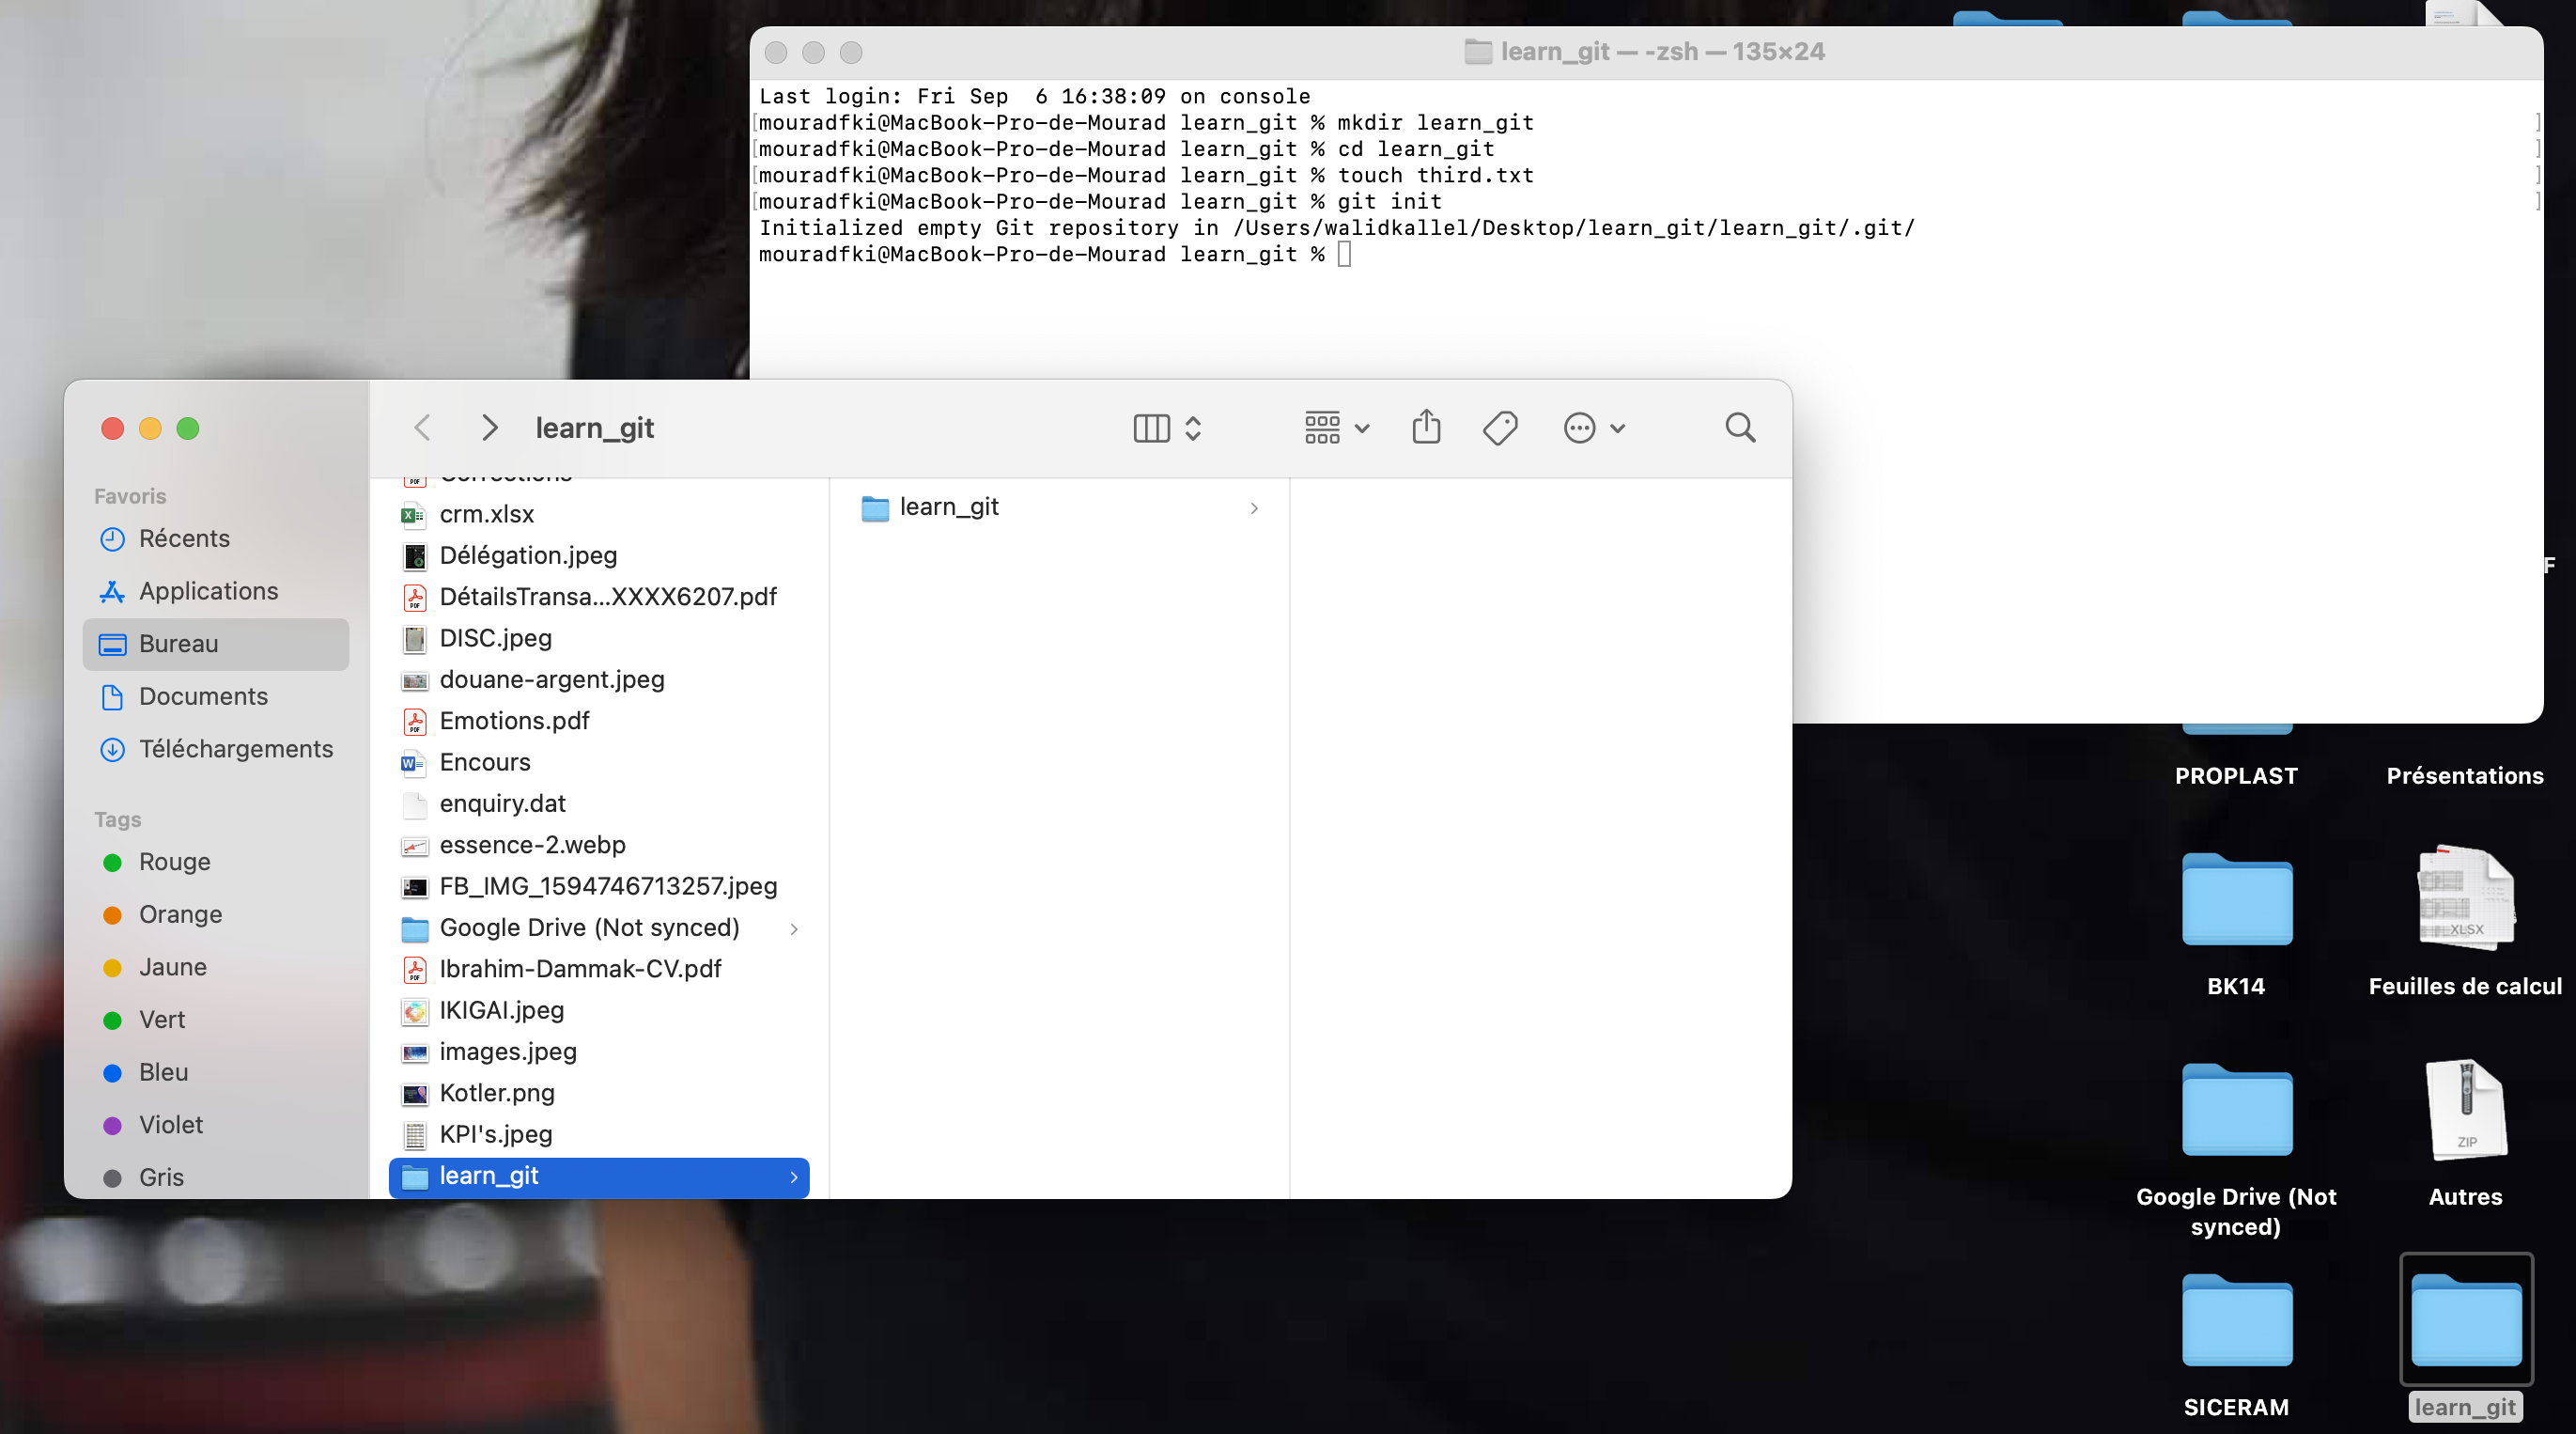 learn_git — -zsh — 135×24
Last login: Fri Sep  6 16:38:09 on console
[mouradfki@MacBook-Pro-de-Mourad learn_git % mkdir learn_git ]
[mouradfki@MacBook-Pro-de-Mourad learn_git % cd learn_git ]
[mouradfki@MacBook-Pro-de-Mourad learn_git % touch third.txt ]
[mouradfki@MacBook-Pro-de-Mourad learn_git % git init ]
Initialized empty Git repository in /Users/walidkallel/Desktop/learn_git/learn_git/.git/
mouradfki@MacBook-Pro-de-Mourad learn_git %
learn_git
Favoris
Récents
Applications
Bureau
Documents
Téléchargements
Tags
Rouge
Orange
Jaune
Vert
Bleu
Violet
Gris
Corrections
crm.xlsx
Délégation.jpeg
DétailsTransa...XXXX6207.pdf
DISC.jpeg
douane-argent.jpeg
Emotions.pdf
Encours
enquiry.dat
essence-2.webp
FB_IMG_1594746713257.jpeg
Google Drive (Not synced)
Ibrahim-Dammak-CV.pdf
IKIGAI.jpeg
images.jpeg
Kotler.png
KPI's.jpeg
learn_git
learn_git
F
PROPLAST
Présentations
BK14
XLSX
Feuilles de calcul
Google Drive (Not
synced)
ZIP
Autres
SICERAM
learn_git